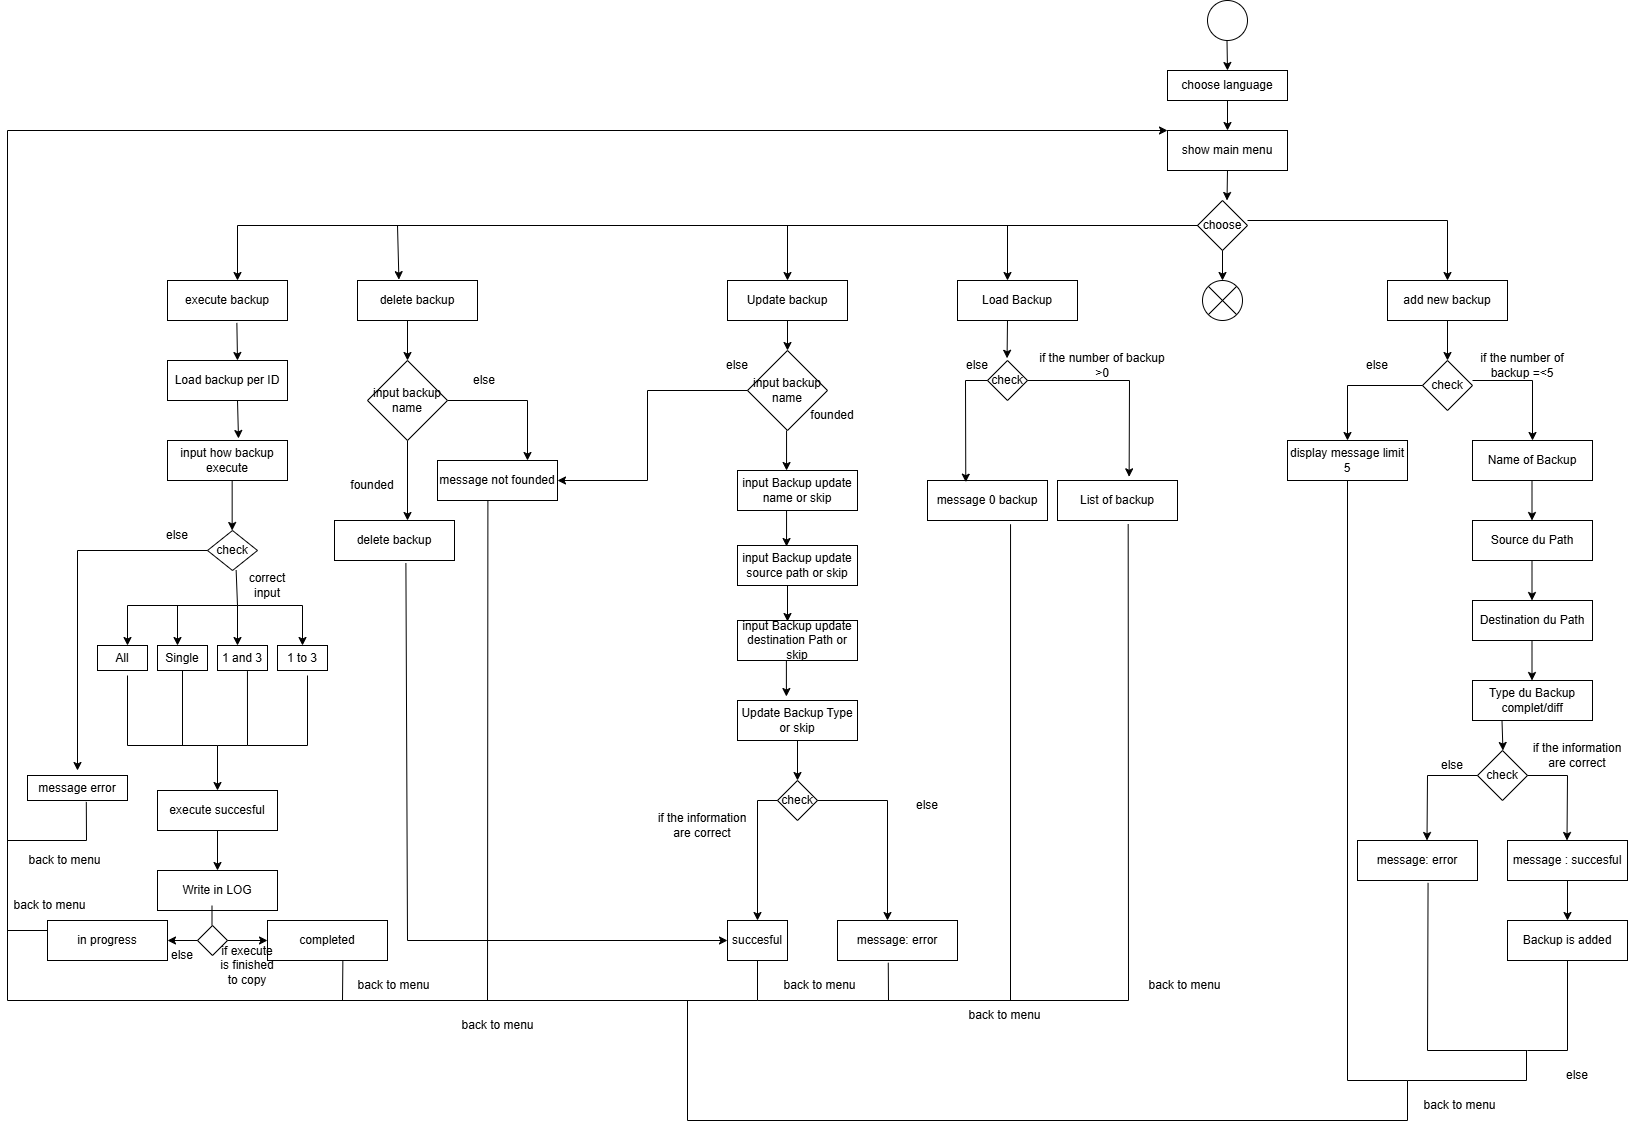 choose language
show main menu
choose
execute backup
delete backup
Update backup
Load Backup
add new backup
else
if the number of backup
>0
else
if the number of
backup =<5
else
else
Load backup per ID
input backup
name
input backup
name
founded
check
check
input how backup
execute
founded
message not founded
input Backup update
name or skip
message 0 backup
List of backup
display message limit
5
Name of Backup
else
check
correct
input
delete backup
input Backup update
source path or skip
Source du Path
All
Single
1 and 3
1 to 3
input Backup update
destination Path or
skip
Destination du Path
Update Backup Type
or skip
Type du Backup
complet/diff
message error
execute succesful
check
if the information
are correct
else
else
check
if the information
are correct
back to menu
Write in LOG
message: error
message : succesful
back to menu
in progress
else
if execute
is finished
to copy
completed
succesful
message: error
Backup is added
back to menu
back to menu
back to menu
back to menu
back to menu
else
back to menu